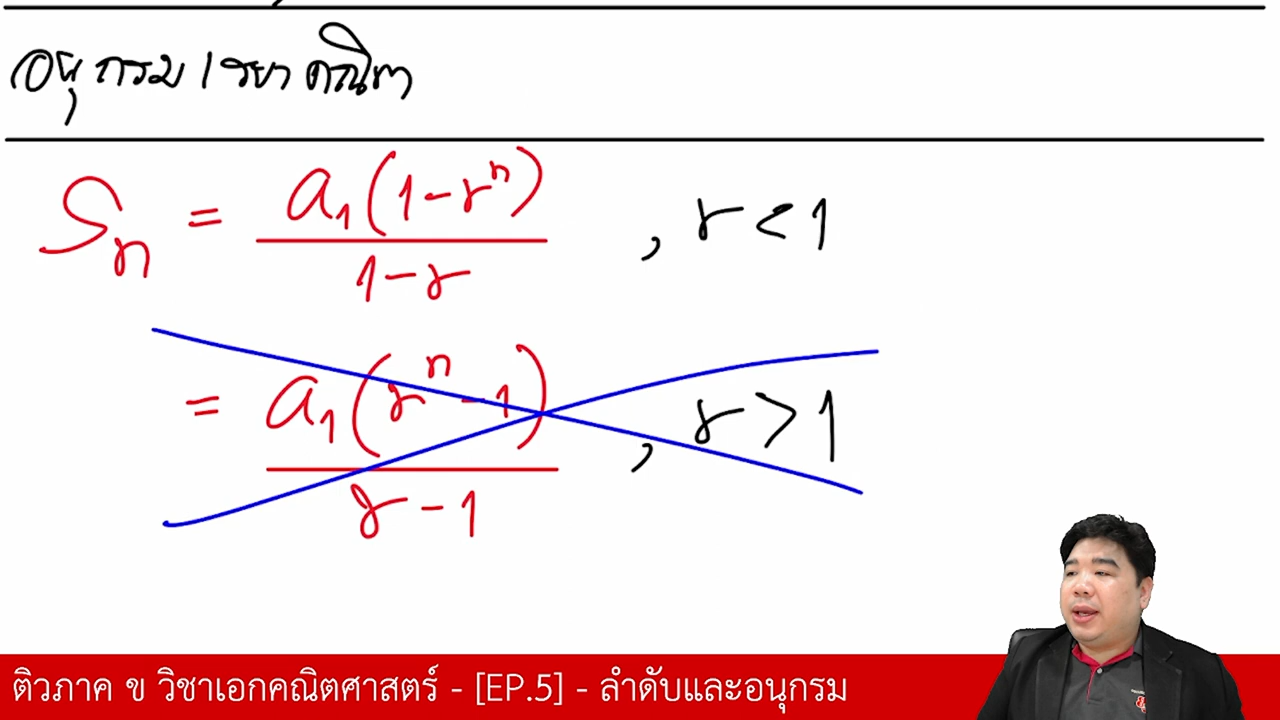 อนุกรมเรขาคณิต
Sn = a1(1-r^n) / 1-r , r < 1
= a1(r^n - 1) / r - 1 , r > 1
ติวภาค ข วิชาเอกคณิตศาสตร์ - [EP.5] - ลำดับและอนุกรม